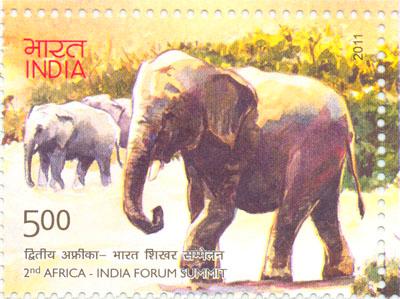 भारत
INDIA
2011
5.00
द्वितीय अफ्रीका – भारत शिखर सम्मेलन
2nd AFRICA - INDIA FORUM SUMMIT